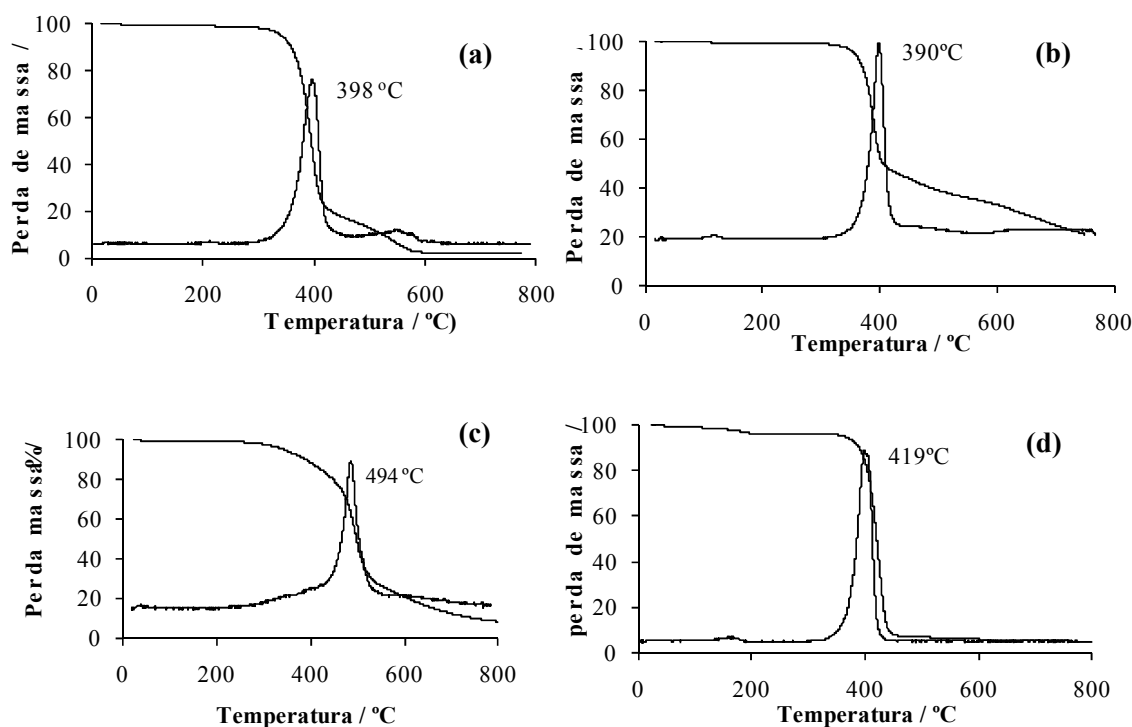 100
80
60
40
20
0
Perda de massa /
(a)
398 ºC
0 200 400 600 800
Temperatura / ºC)
100
80
60
40
20
0
Perda de massa
(b)
390ºC
0 200 400 600 800
Temperatura / ºC
100
80
60
40
20
0
Perda massa%/
(c)
494 ºC
0 200 400 600 800
Temperatura / ºC
100
80
60
40
20
0
perda de massa /
(d)
419ºC
0 200 400 600 800
Temperatura / ºC